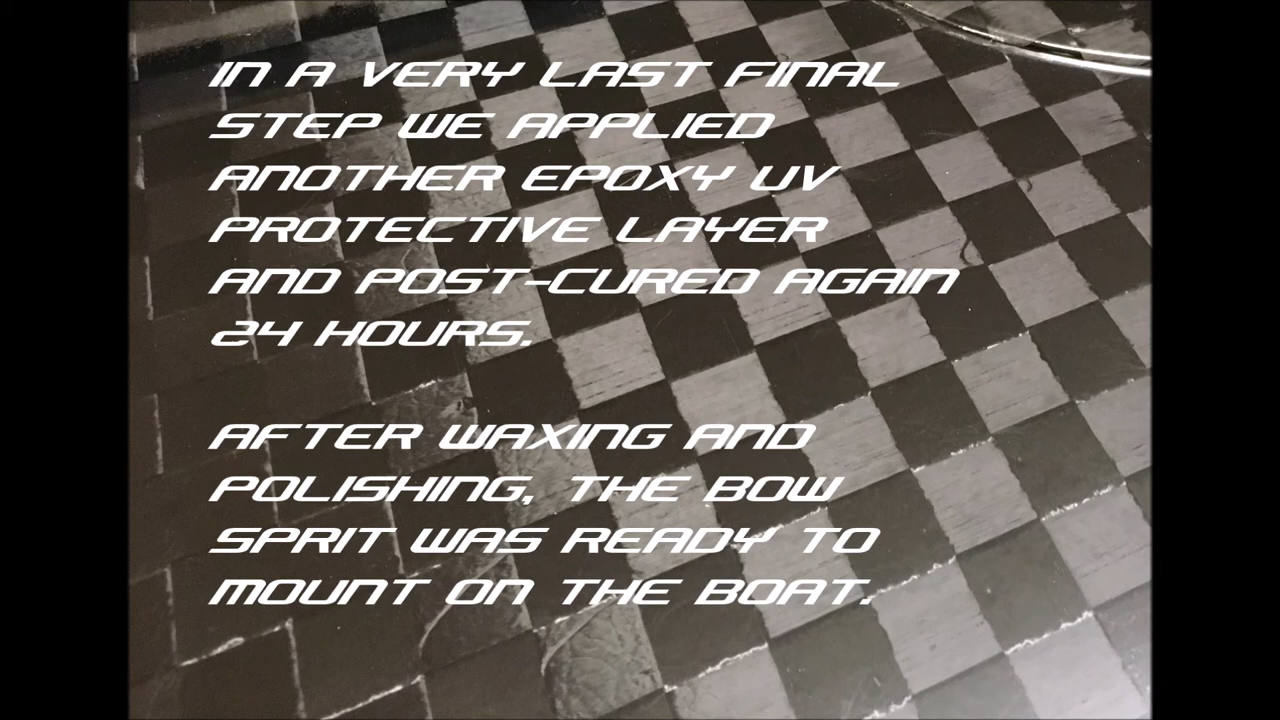 IN A VERY LAST FINAL
STEP WE APPLIED
ANOTHER EPOXY UV
PROTECTIVE LAYER
AND POST-CURED AGAIN
24 HOURS.
AFTER WAXING AND
POLISHING, THE BOW
SPRIT WAS READY TO
MOUNT ON THE BOAT.